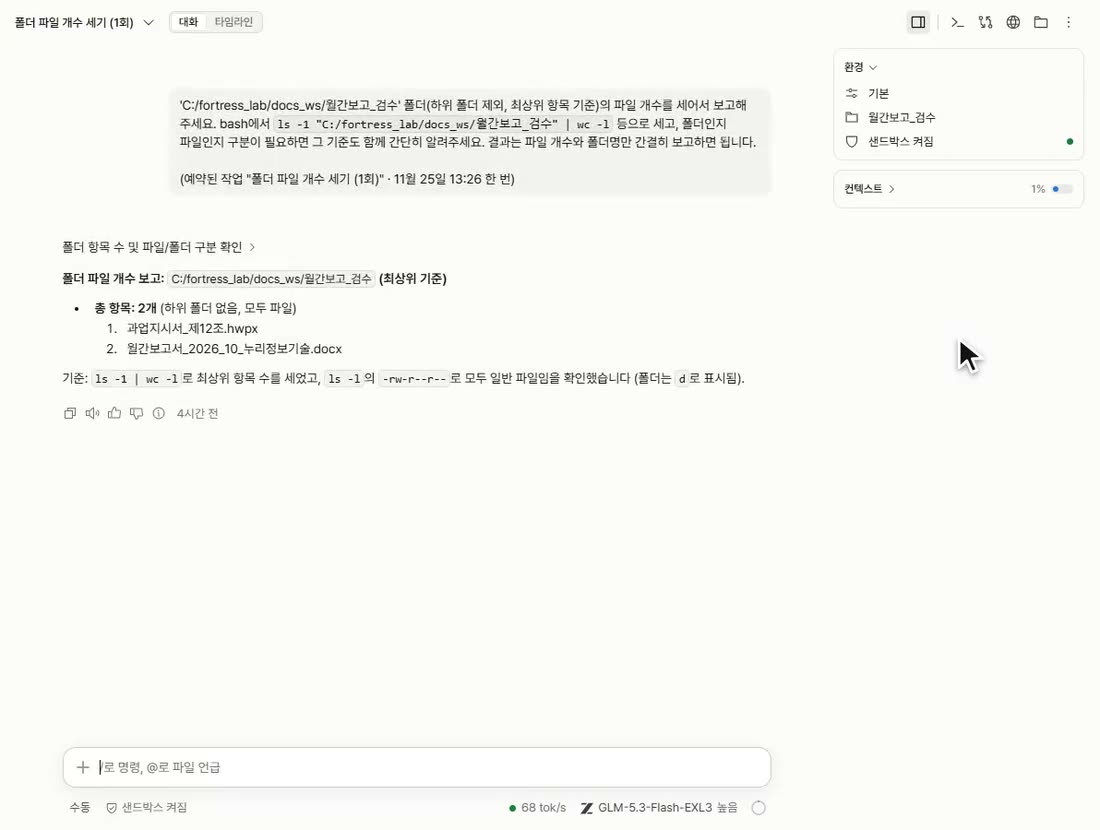 폴더 파일 개수 세기 (1회)
대화
타임라인
환경
기본
월간보고_검수
샌드박스 켜짐
컨텍스트
1%
'C:/fortress_lab/docs_ws/월간보고_검수' 폴더(하위 폴더 제외, 최상위 항목 기준)의 파일 개수를 세어서 보고해
주세요. bash에서 ls -1 "C:/fortress_lab/docs_ws/월간보고_검수" | wc -l 등으로 세고, 폴더인지
파일인지 구분이 필요하면 그 기준도 함께 간단히 알려주세요. 결과는 파일 개수와 폴더명만 간결히 보고하면 됩니다.
(예약된 작업 "폴더 파일 개수 세기 (1회)" · 11월 25일 13:26 한 번)
폴더 항목 수 및 파일/폴더 구분 확인
폴더 파일 개수 보고: C:/fortress_lab/docs_ws/월간보고_검수 (최상위 기준)
• 총 항목: 2개 (하위 폴더 없음, 모두 파일)
1. 과업지시서_제12조.hwpx
2. 월간보고서_2026_10_누리정보기술.docx
기준: ls -1 | wc -l 로 최상위 항목 수를 세었고, ls -l 의 -rw-r--r-- 로 모두 일반 파일임을 확인했습니다 (폴더는 d 로 표시됨).
4시간 전
/로 명령, @로 파일 언급
수동
샌드박스 켜짐
68 tok/s
GLM-5.3-Flash-EXL3 높음